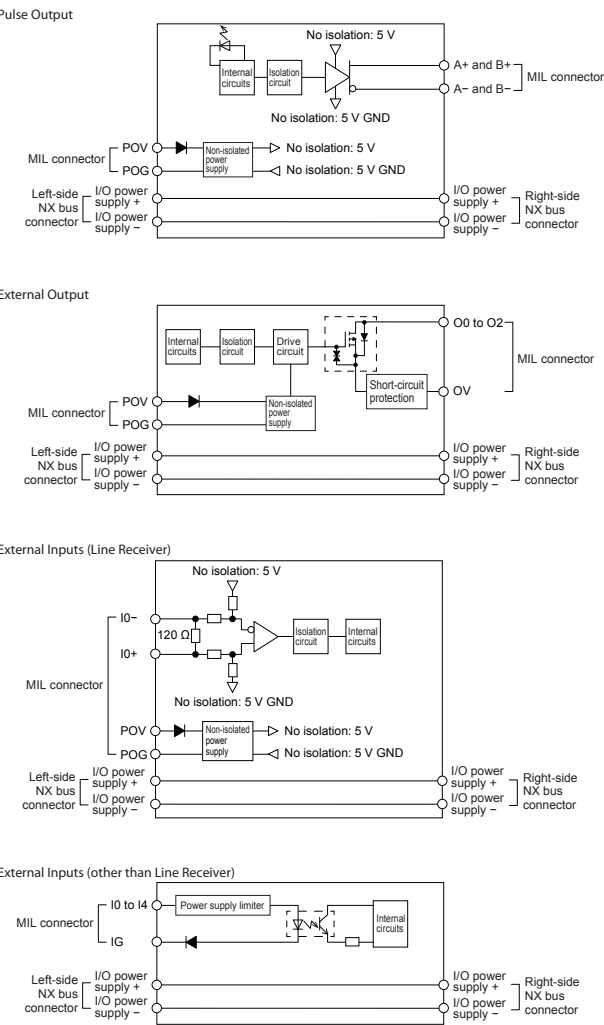 Pulse Output
No isolation: 5 V
Internal
circuits
Isolation
circuit
A+ and B+
A− and B−
MIL connector
No isolation: 5 V GND
MIL connector
POV
POG
Non-isolated
power
supply
No isolation: 5 V
No isolation: 5 V GND
Left-side
NX bus
connector
I/O power
supply +
I/O power
supply −
I/O power
supply +
I/O power
supply −
Right-side
NX bus
connector
External Output
Internal
circuits
Isolation
circuit
Drive
circuit
O0 to O2
OV
MIL connector
Short-circuit
protection
MIL connector
POV
POG
Non-isolated
power
supply
Left-side
NX bus
connector
I/O power
supply +
I/O power
supply −
I/O power
supply +
I/O power
supply −
Right-side
NX bus
connector
External Inputs (Line Receiver)
No isolation: 5 V
I0−
120 Ω
I0+
Isolation
circuit
Internal
circuits
MIL connector
No isolation: 5 V GND
POV
POG
Non-isolated
power
supply
No isolation: 5 V
No isolation: 5 V GND
Left-side
NX bus
connector
I/O power
supply +
I/O power
supply −
I/O power
supply +
I/O power
supply −
Right-side
NX bus
connector
External Inputs (other than Line Receiver)
MIL connector
I0 to I4
IG
Power supply limiter
Internal
circuits
Left-side
NX bus
connector
I/O power
supply +
I/O power
supply −
I/O power
supply +
I/O power
supply −
Right-side
NX bus
connector